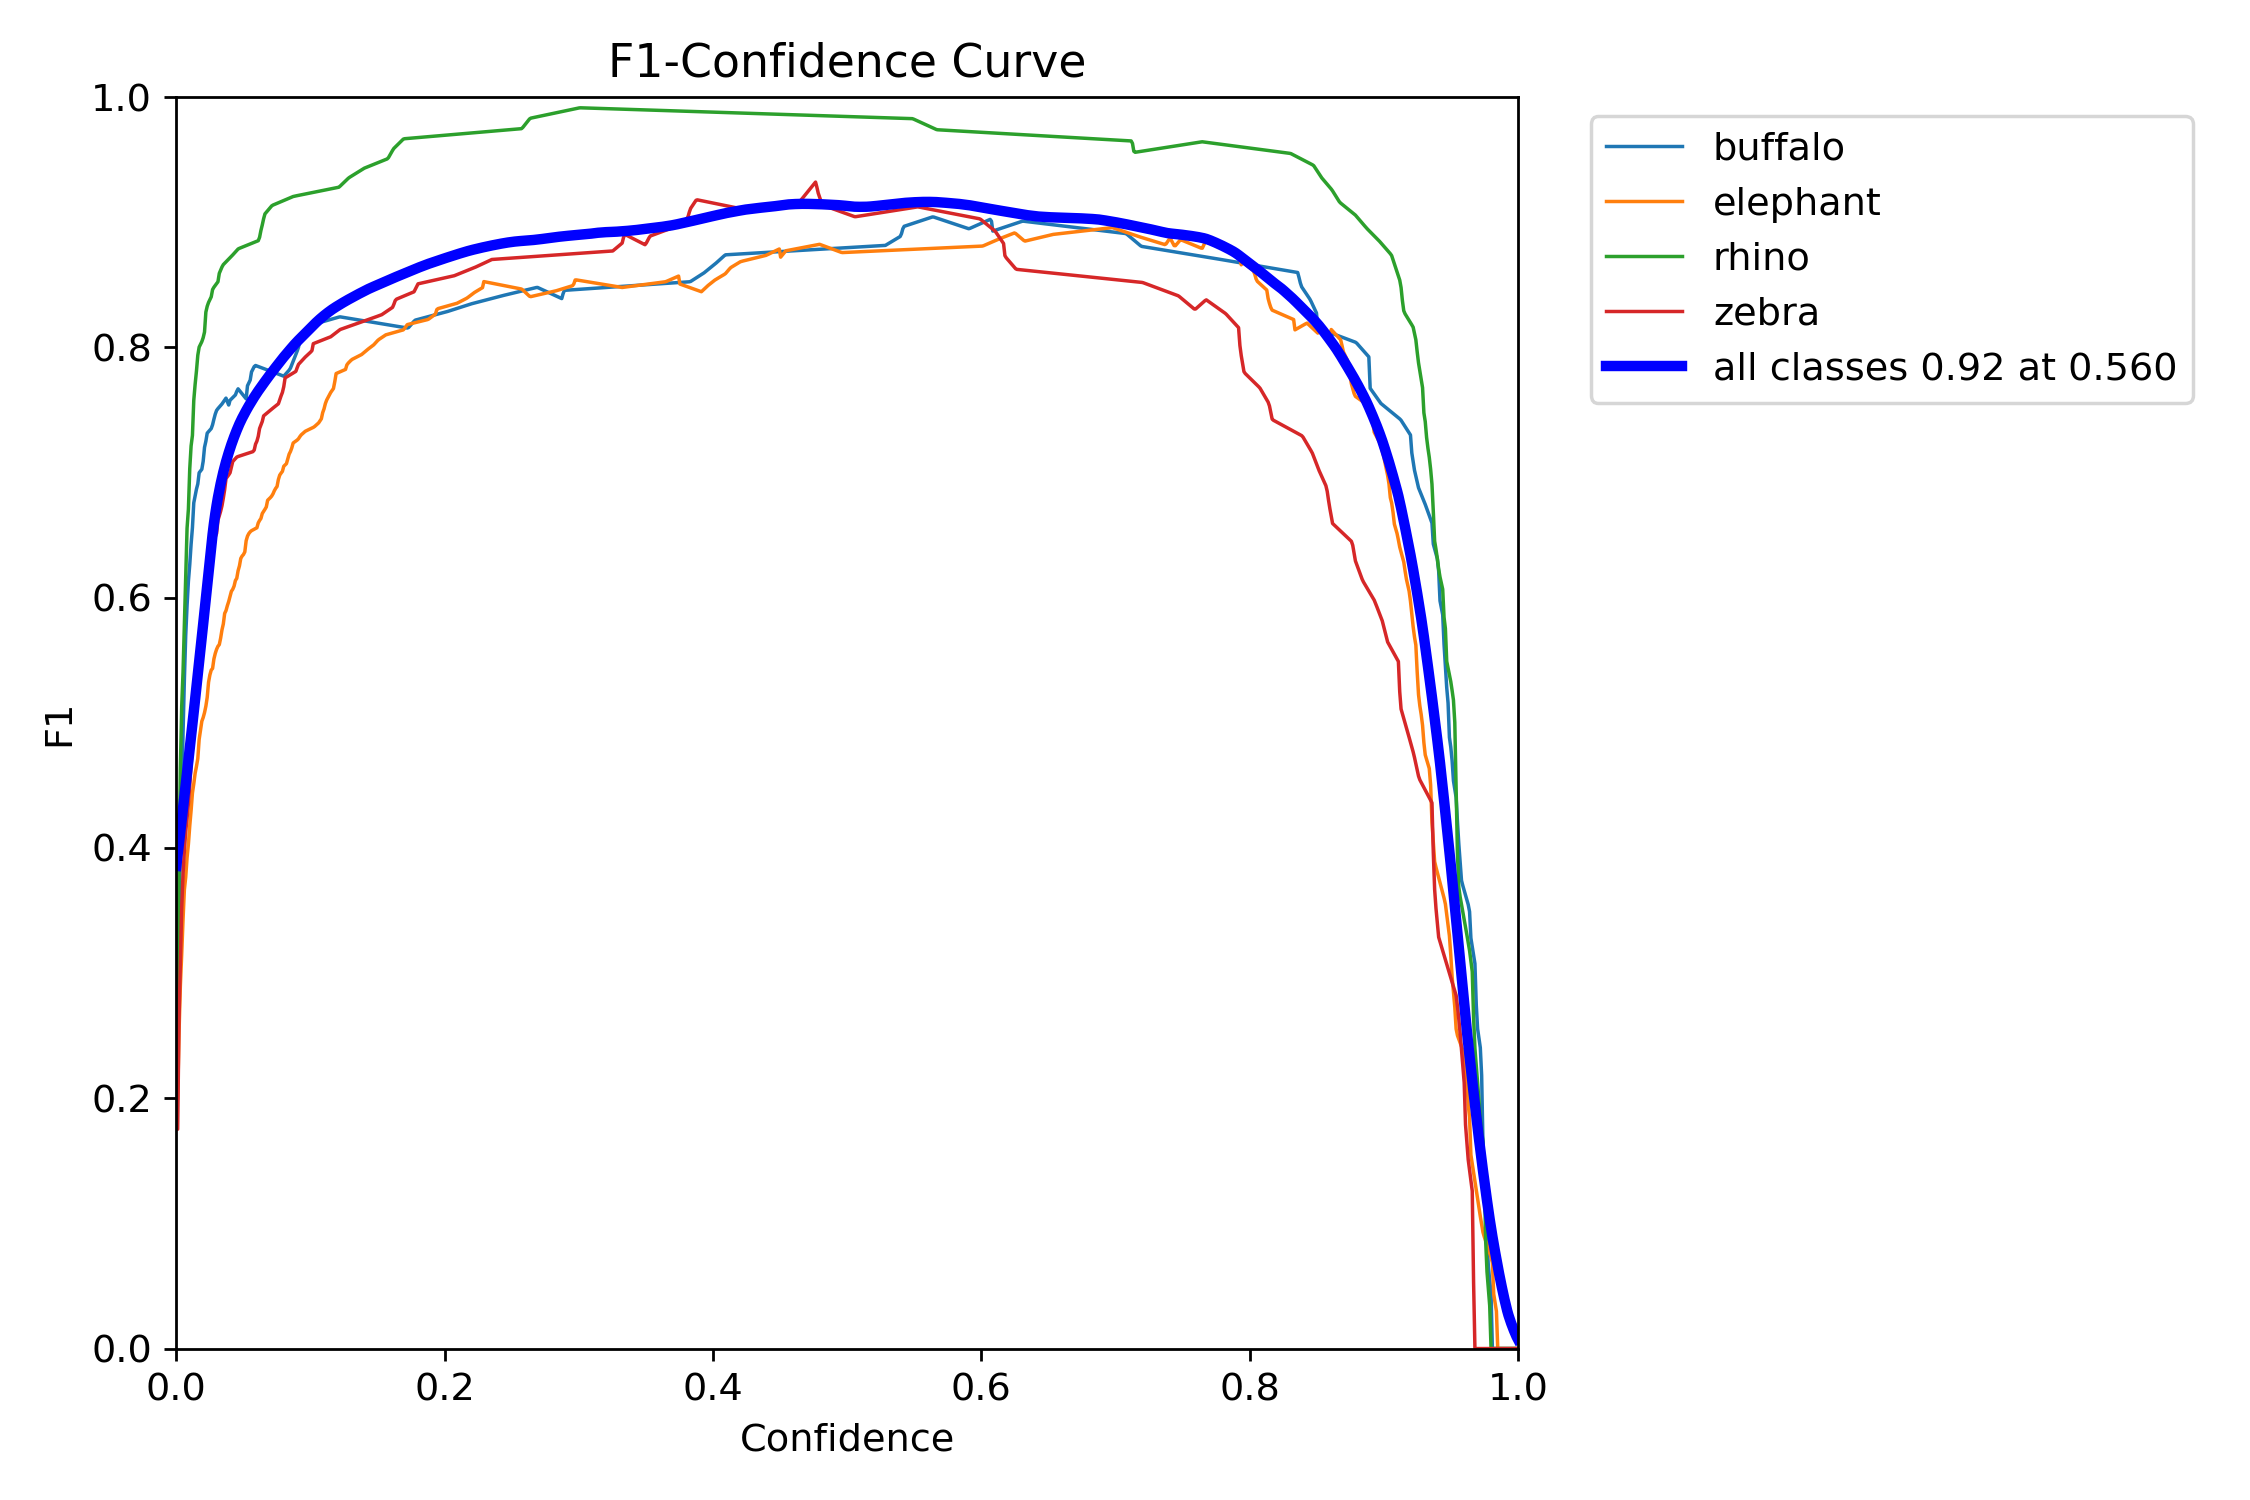 F1-Confidence Curve
1.0
0.8
0.6
0.4
0.2
0.0
F1
0.0 0.2 0.4 0.6 0.8 1.0
Confidence
buffalo
elephant
rhino
zebra
all classes 0.92 at 0.560